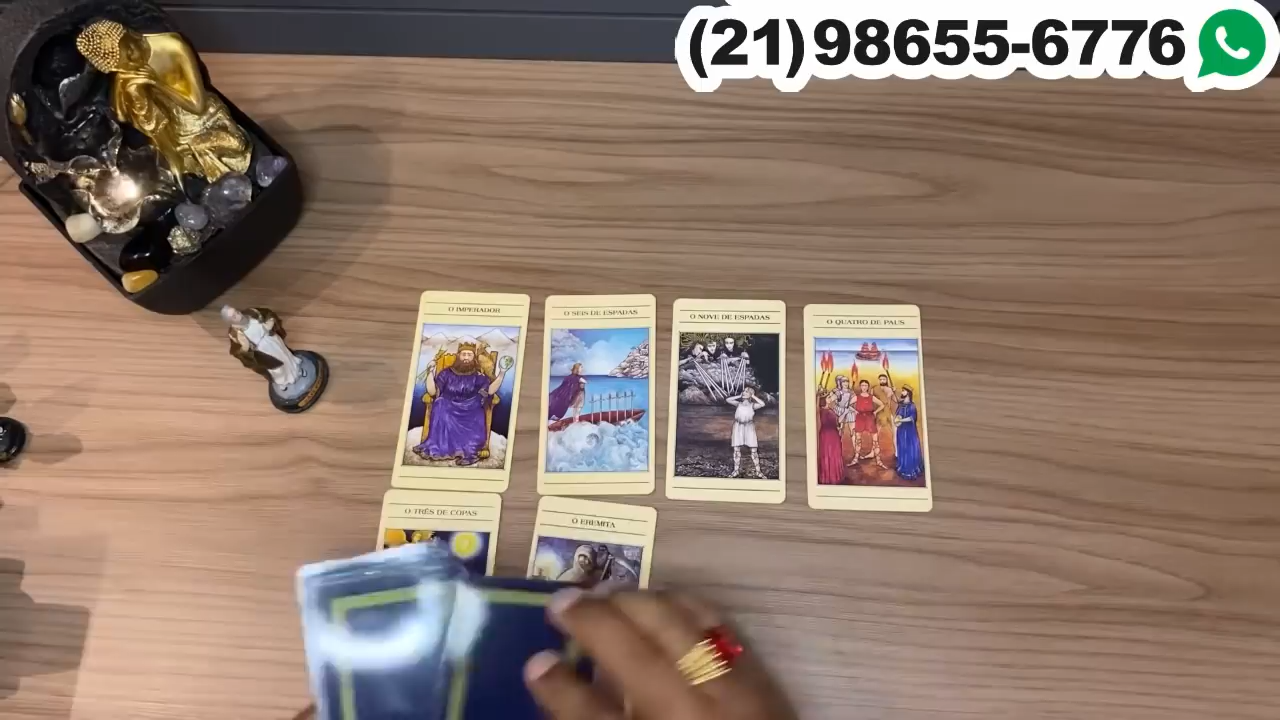 (21)98655-6776
O IMPERADOR
O SEIS DE ESPADAS
O NOVE DE ESPADAS
O QUATRO DE PAUS
O TRÊS DE COPAS
O EREMITA